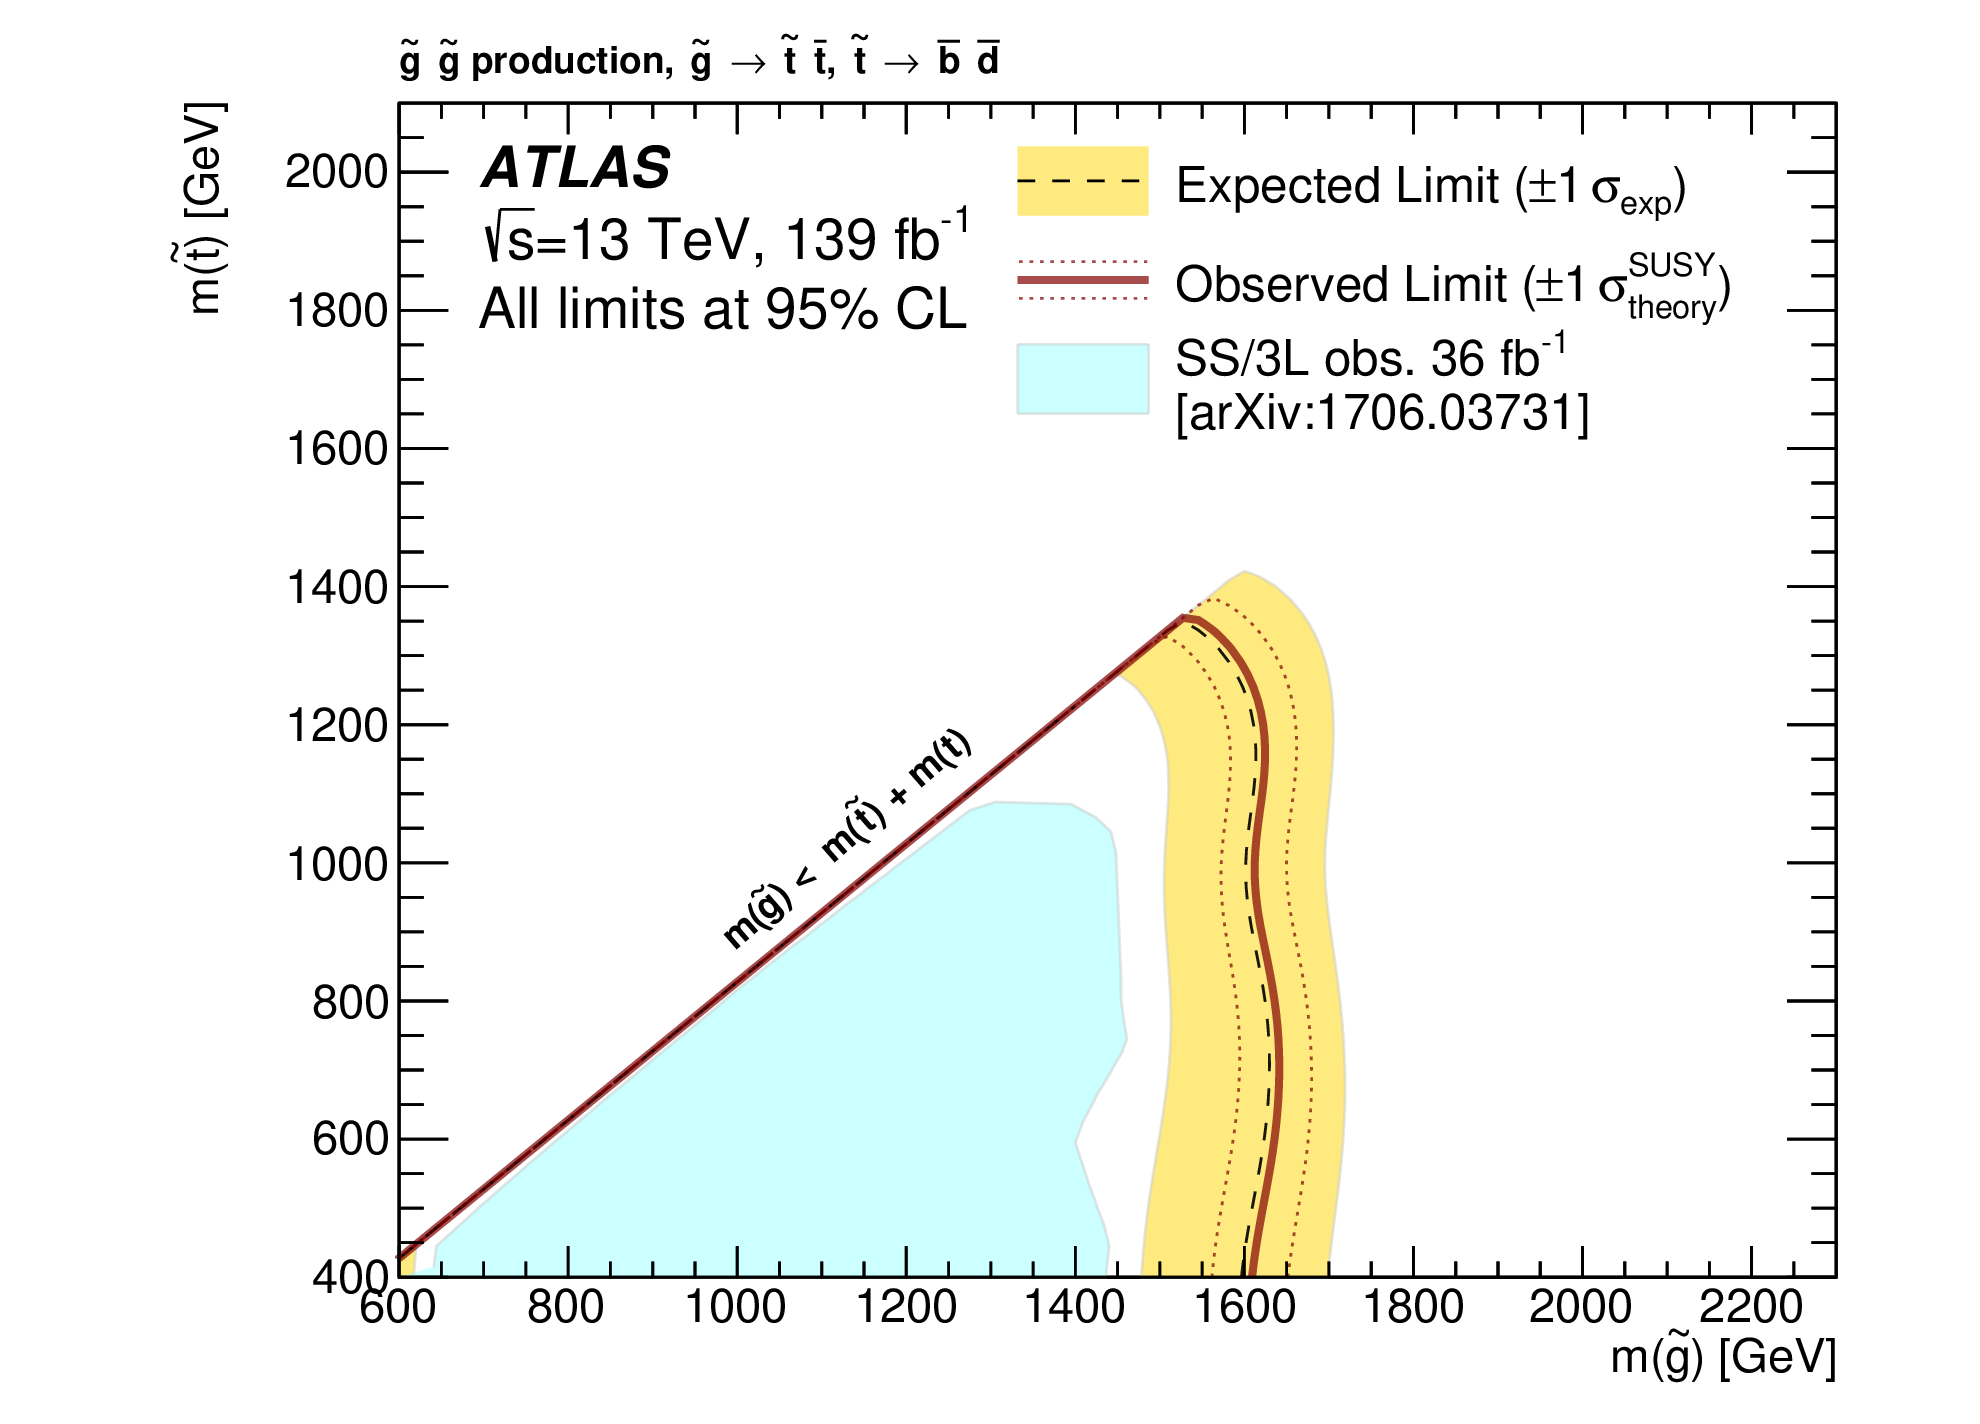 g̃ g̃ production, g̃ → t̃ t̄, t̃ → b̄ d̄
m(t̃) [GeV]
ATLAS
√s=13 TeV, 139 fb⁻¹
All limits at 95% CL
Expected Limit (±1 σexp)
Observed Limit (±1 σ^SUSY_theory)
SS/3L obs. 36 fb⁻¹
[arXiv:1706.03731]
2000
1800
1600
1400
1200
1000
800
600
400
m(g̃) < m(t̃) + m(t)
600 800 1000 1200 1400 1600 1800 2000 2200
m(g̃) [GeV]